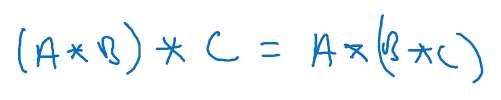 (A * B) * C = A * (B * C)